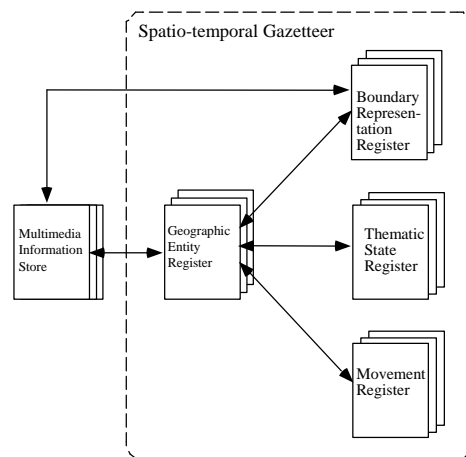 Spatio-temporal Gazetteer
Boundary
Represen-
tation
Register
Multimedia
Information
Store
Geographic
Entity
Register
Thematic
State
Register
Movement
Register